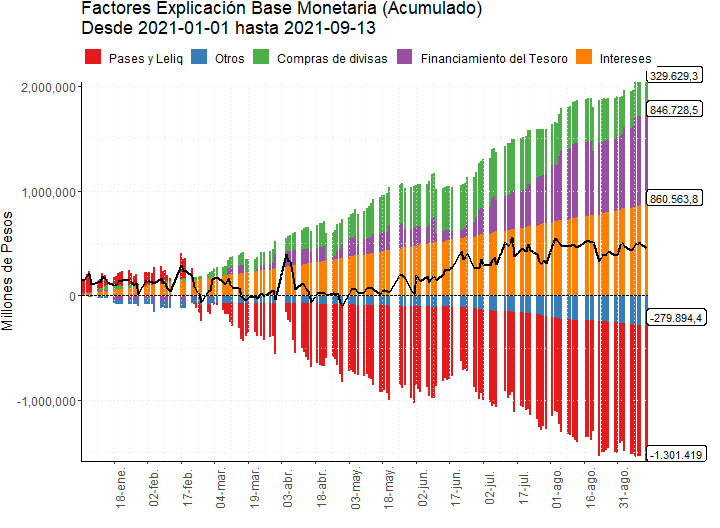 Factores Explicación Base Monetaria (Acumulado)
Desde 2021-01-01 hasta 2021-09-13
Pases y Leliq Otros Compras de divisas Financiamiento del Tesoro Intereses
Millones de Pesos
2,000,000
1,000,000
0
-1,000,000
329.629,3
846.728,5
860.563,8
-279.894,4
-1.301.419
18-ene. 02-feb. 17-feb. 04-mar. 19-mar. 03-abr. 18-abr. 03-may. 18-may. 02-jun. 17-jun. 02-jul. 17-jul. 01-ago. 16-ago. 31-ago.